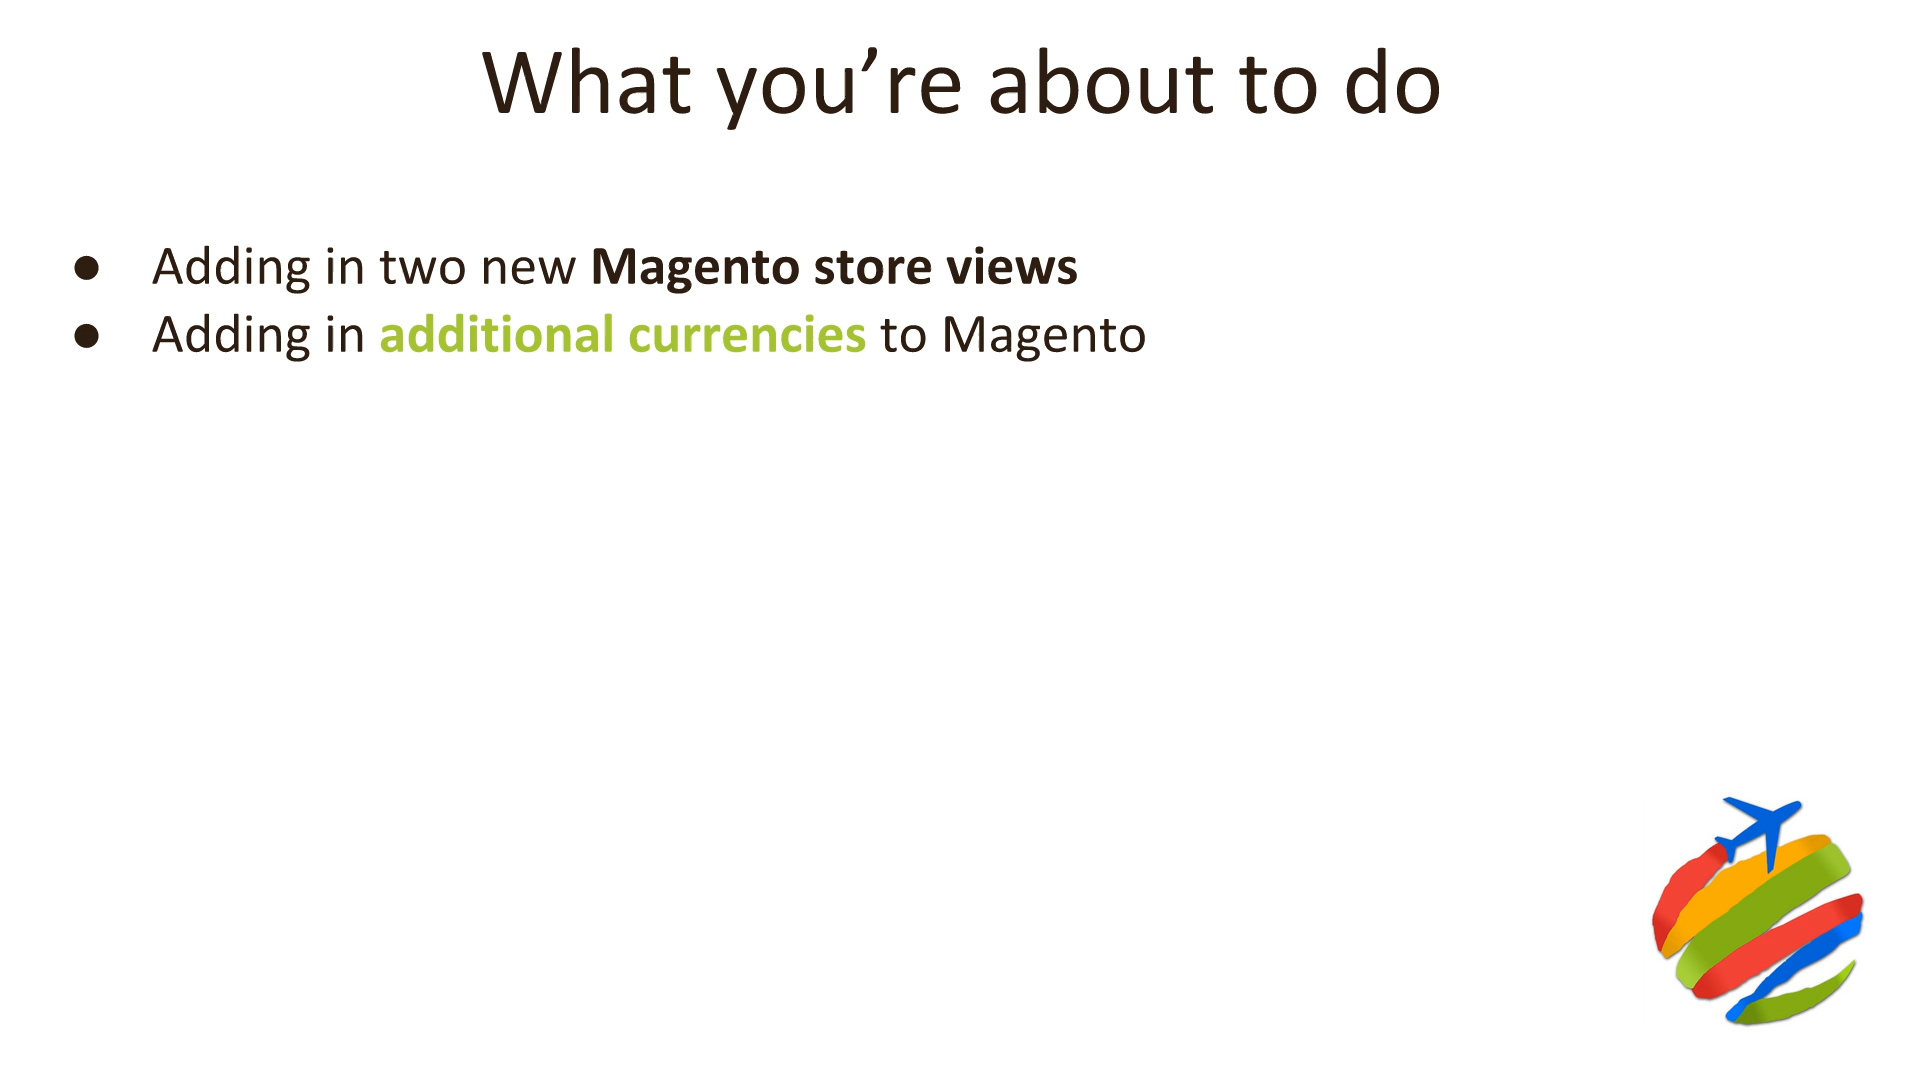 What you’re about to do
● Adding in two new Magento store views
● Adding in additional currencies to Magento